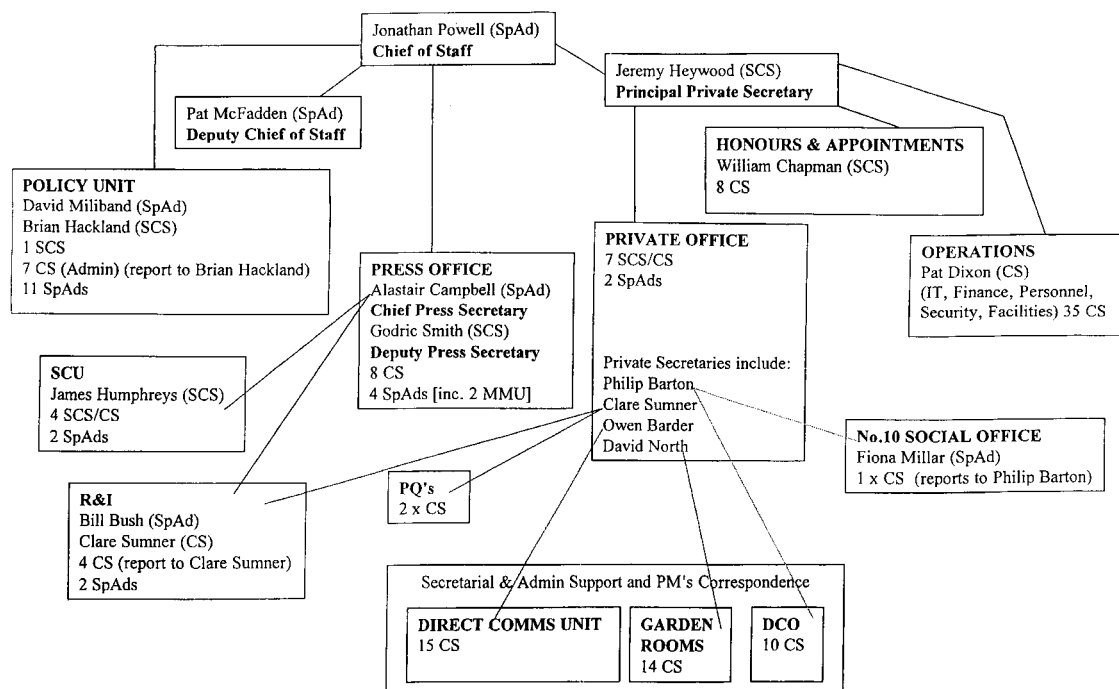 Jonathan Powell (SpAd)
Chief of Staff
Jeremy Heywood (SCS)
Principal Private Secretary
Pat McFadden (SpAd)
Deputy Chief of Staff
HONOURS & APPOINTMENTS
William Chapman (SCS)
8 CS
POLICY UNIT
David Miliband (SpAd)
Brian Hackland (SCS)
1 SCS
7 CS (Admin) (report to Brian Hackland)
11 SpAds
PRESS OFFICE
Alastair Campbell (SpAd)
Chief Press Secretary
Godric Smith (SCS)
Deputy Press Secretary
8 CS
4 SpAds [inc. 2 MMU]
PRIVATE OFFICE
7 SCS/CS
2 SpAds
Private Secretaries include:
Philip Barton
Clare Sumner
Owen Barder
David North
OPERATIONS
Pat Dixon (CS)
(IT, Finance, Personnel,
Security, Facilities) 35 CS
SCU
James Humphreys (SCS)
4 SCS/CS
2 SpAds
No.10 SOCIAL OFFICE
Fiona Millar (SpAd)
1 x CS (reports to Philip Barton)
R&I
Bill Bush (SpAd)
Clare Sumner (CS)
4 CS (report to Clare Sumner)
2 SpAds
PQ's
2 x CS
Secretarial & Admin Support and PM's Correspondence
DIRECT COMMS UNIT
15 CS
GARDEN
ROOMS
14 CS
DCO
10 CS